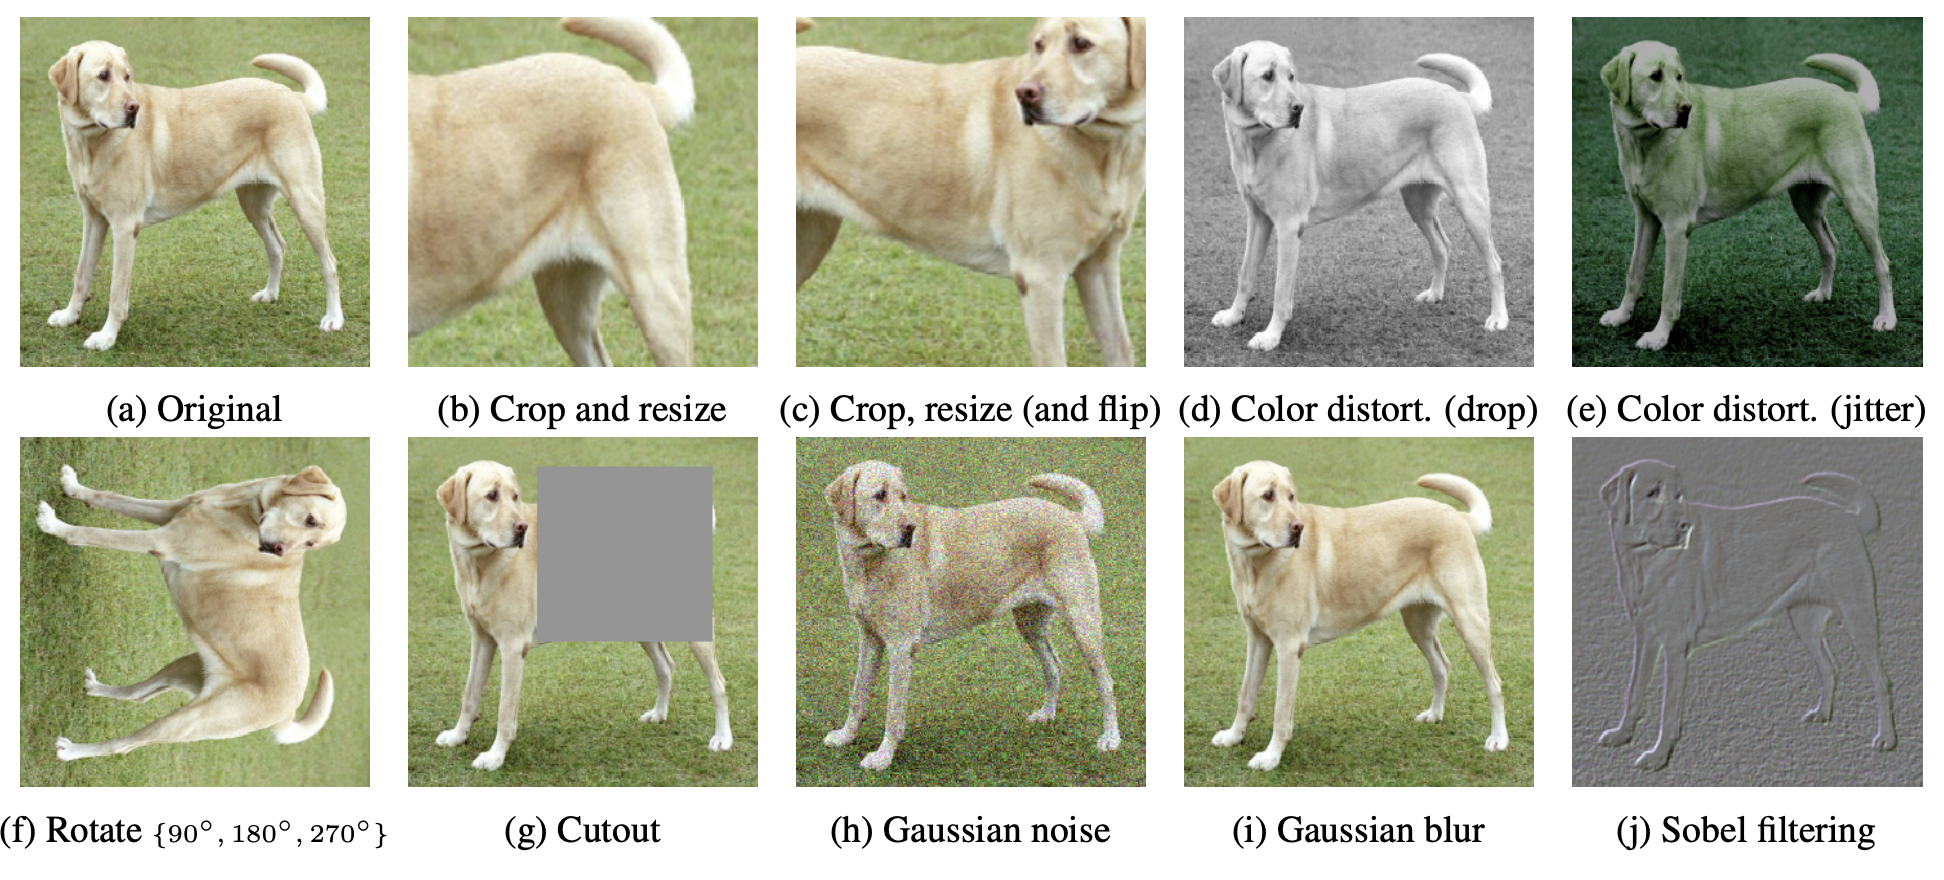 (a) Original
(b) Crop and resize
(c) Crop, resize (and flip)
(d) Color distort. (drop)
(e) Color distort. (jitter)
(f) Rotate {90°, 180°, 270°}
(g) Cutout
(h) Gaussian noise
(i) Gaussian blur
(j) Sobel filtering